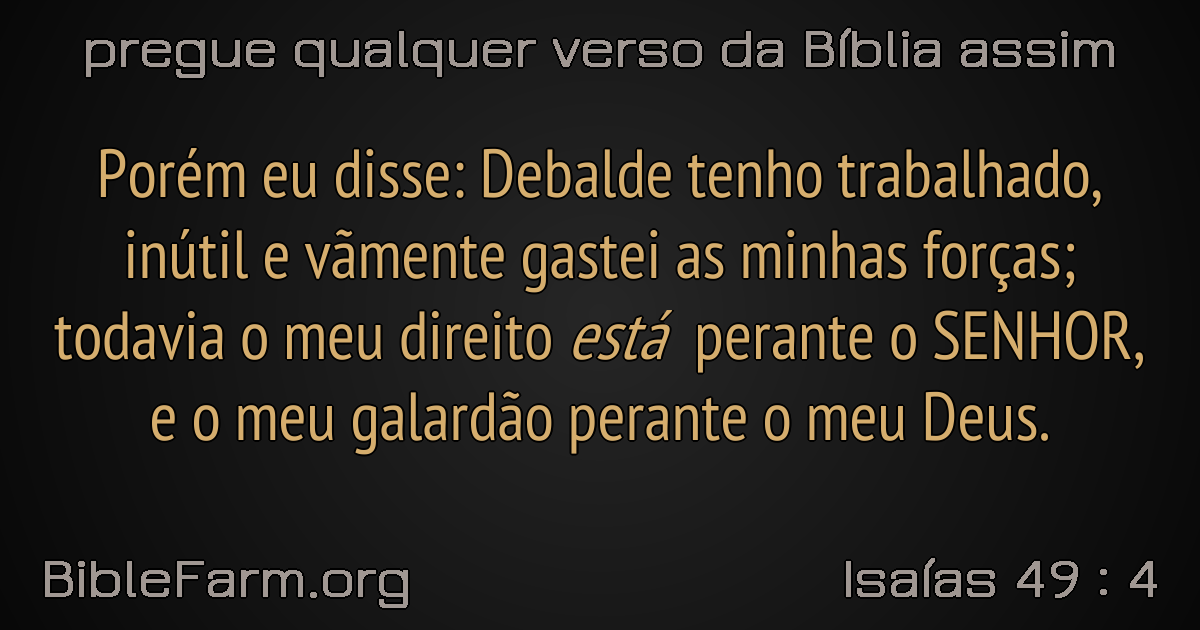 pregue qualquer verso da Bíblia assim
Porém eu disse: Debalde tenho trabalhado,
inútil e vãmente gastei as minhas forças;
todavia o meu direito está perante o SENHOR,
e o meu galardão perante o meu Deus.
BibleFarm.org
Isaías 49 : 4